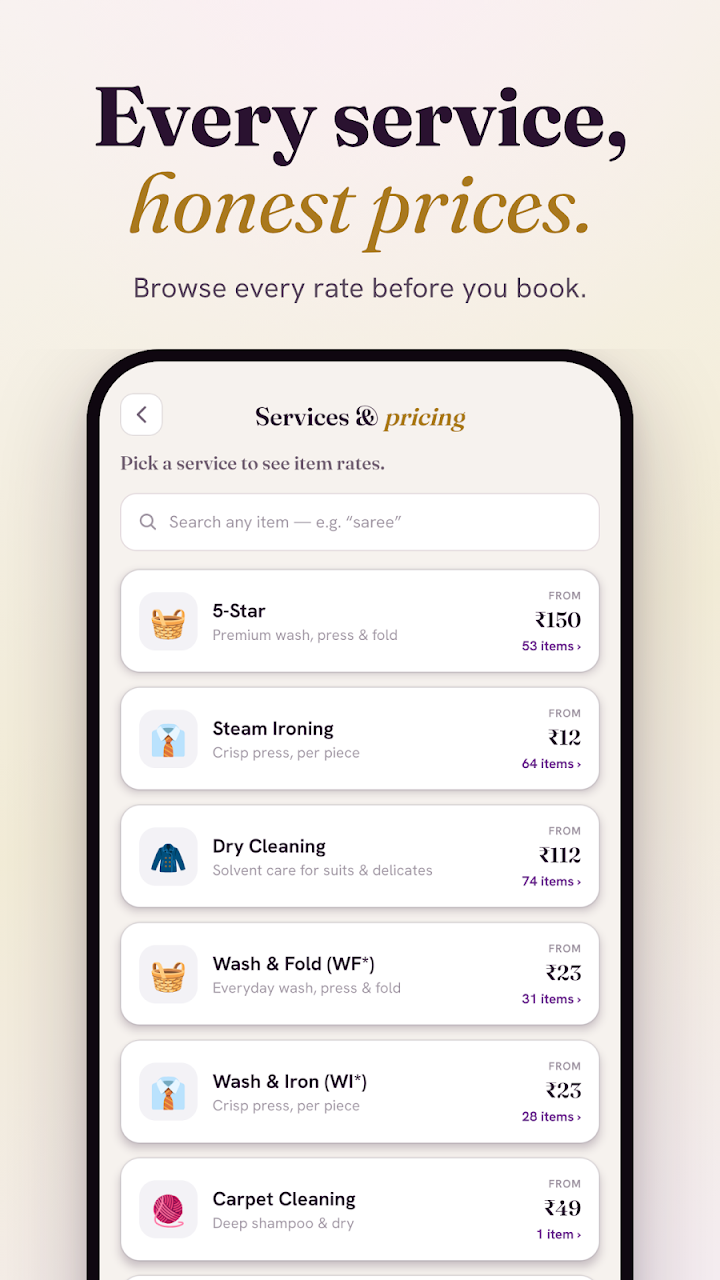 Every service,
honest prices.
Browse every rate before you book.
Services & pricing
Pick a service to see item rates.
Search any item — e.g. “saree”
5-Star
Premium wash, press & fold
FROM
₹150
53 items ›
Steam Ironing
Crisp press, per piece
FROM
₹12
64 items ›
Dry Cleaning
Solvent care for suits & delicates
FROM
₹112
74 items ›
Wash & Fold (WF*)
Everyday wash, press & fold
FROM
₹23
31 items ›
Wash & Iron (WI*)
Crisp press, per piece
FROM
₹23
28 items ›
Carpet Cleaning
Deep shampoo & dry
FROM
₹49
1 item ›